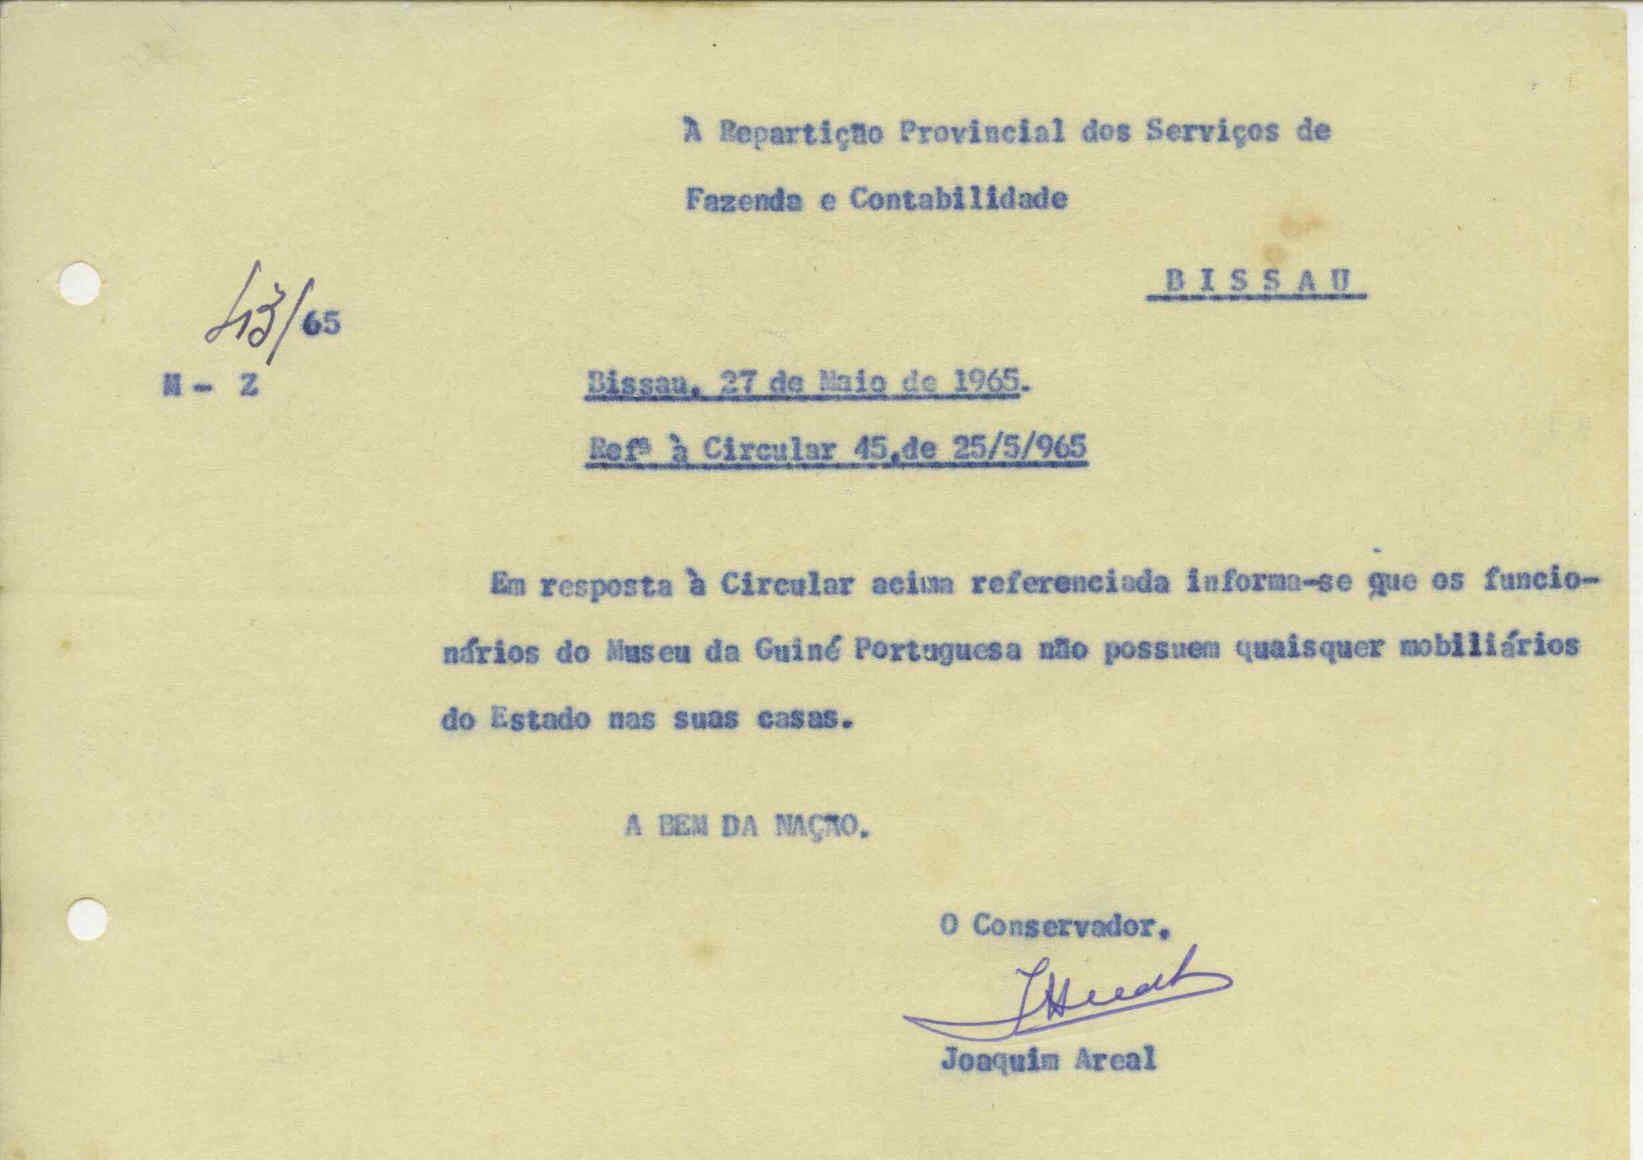 À Repartição Provincial dos Serviços de
Fazenda e Contabilidade
BISSAU
43/65
M - Z
Bissau, 27 de Maio de 1965.
Refª à Circular 45,de 25/5/965
Em resposta à Circular acima referenciada informa-se que os funcio-
nários do Museu da Guiné Portuguesa não possuem quaisquer mobiliários
do Estado nas suas casas.
A BEM DA NAÇÃO.
O Conservador,
Joaquim Areal